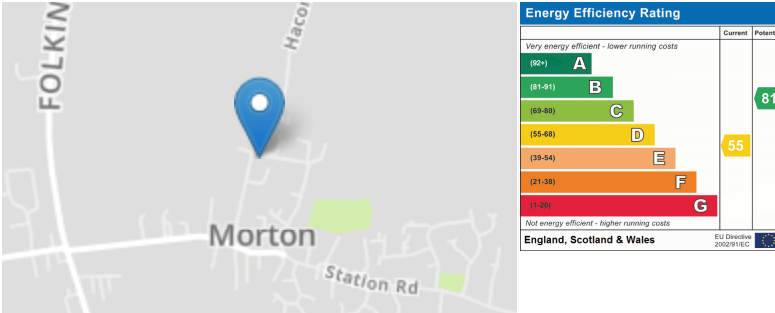 FOLKIN
Haco
Morton
Station Rd
Energy Efficiency Rating
Current Potent
Very energy efficient - lower running costs
(92+) A
(81-91) B
81
(69-80) C
(55-68) D
55
(39-54) E
(21-38) F
(1-20) G
Not energy efficient - higher running costs
England, Scotland & Wales
EU Directive
2002/91/EC